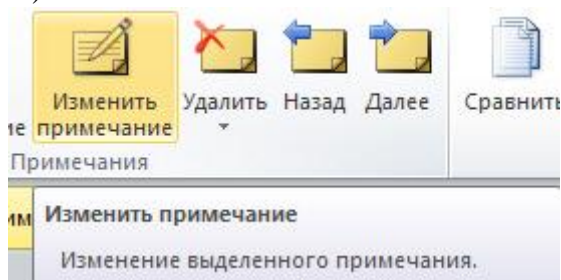 )
Изменить примечание Удалить Назад Далее Сравнить
Примечания
Изменить примечание
Изменение выделенного примечания.